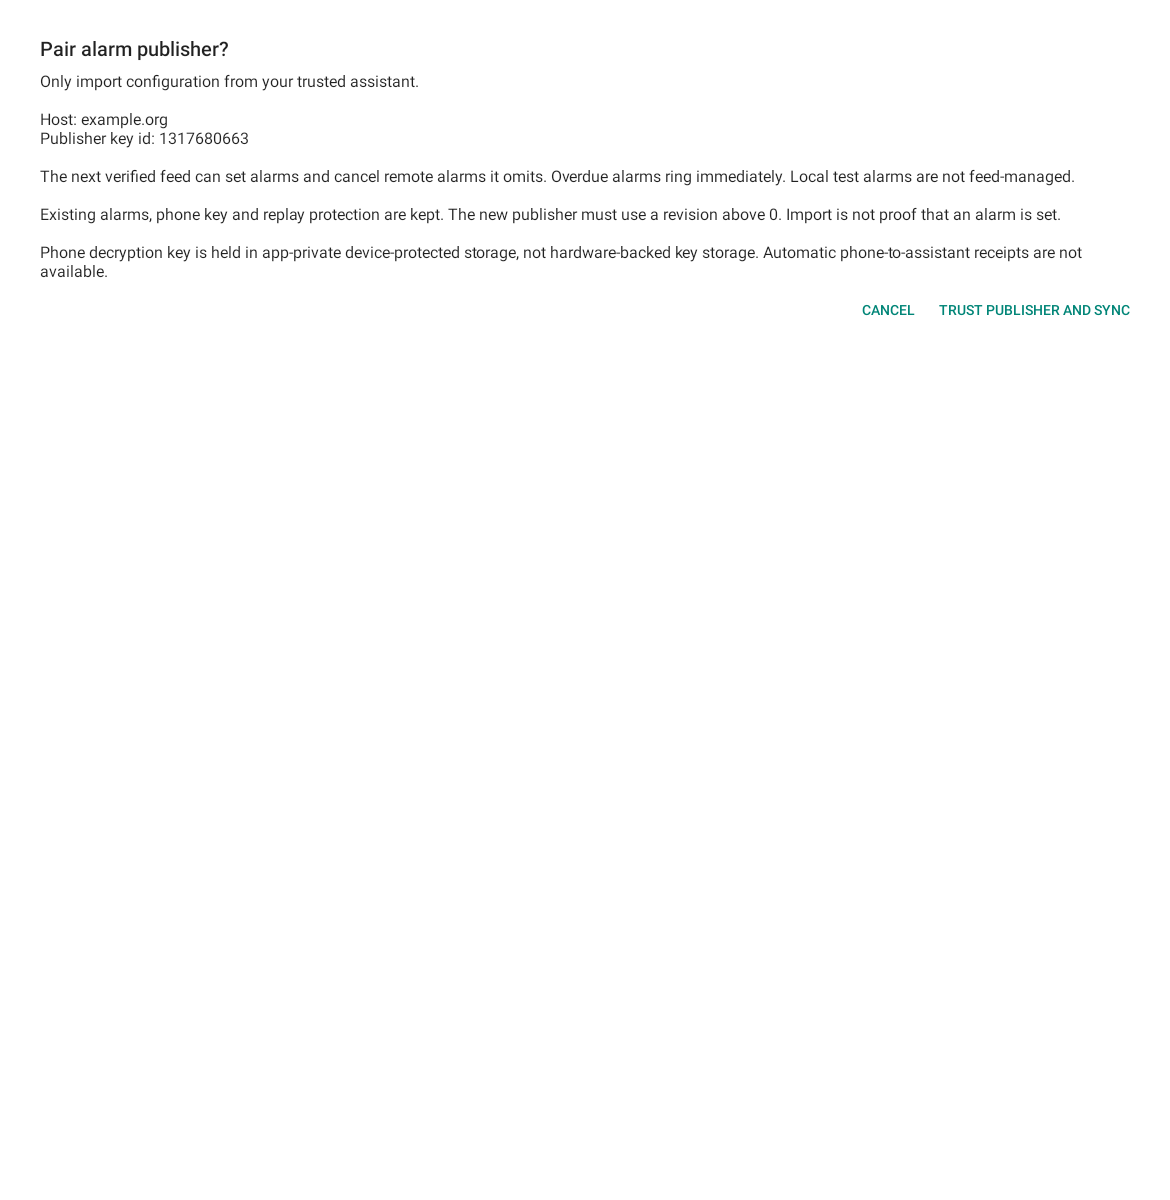 Pair alarm publisher?
Only import configuration from your trusted assistant.
Host: example.org
Publisher key id: 1317680663
The next verified feed can set alarms and cancel remote alarms it omits. Overdue alarms ring immediately. Local test alarms are not feed-managed.
Existing alarms, phone key and replay protection are kept. The new publisher must use a revision above 0. Import is not proof that an alarm is set.
Phone decryption key is held in app-private device-protected storage, not hardware-backed key storage. Automatic phone-to-assistant receipts are not
available.
CANCEL TRUST PUBLISHER AND SYNC